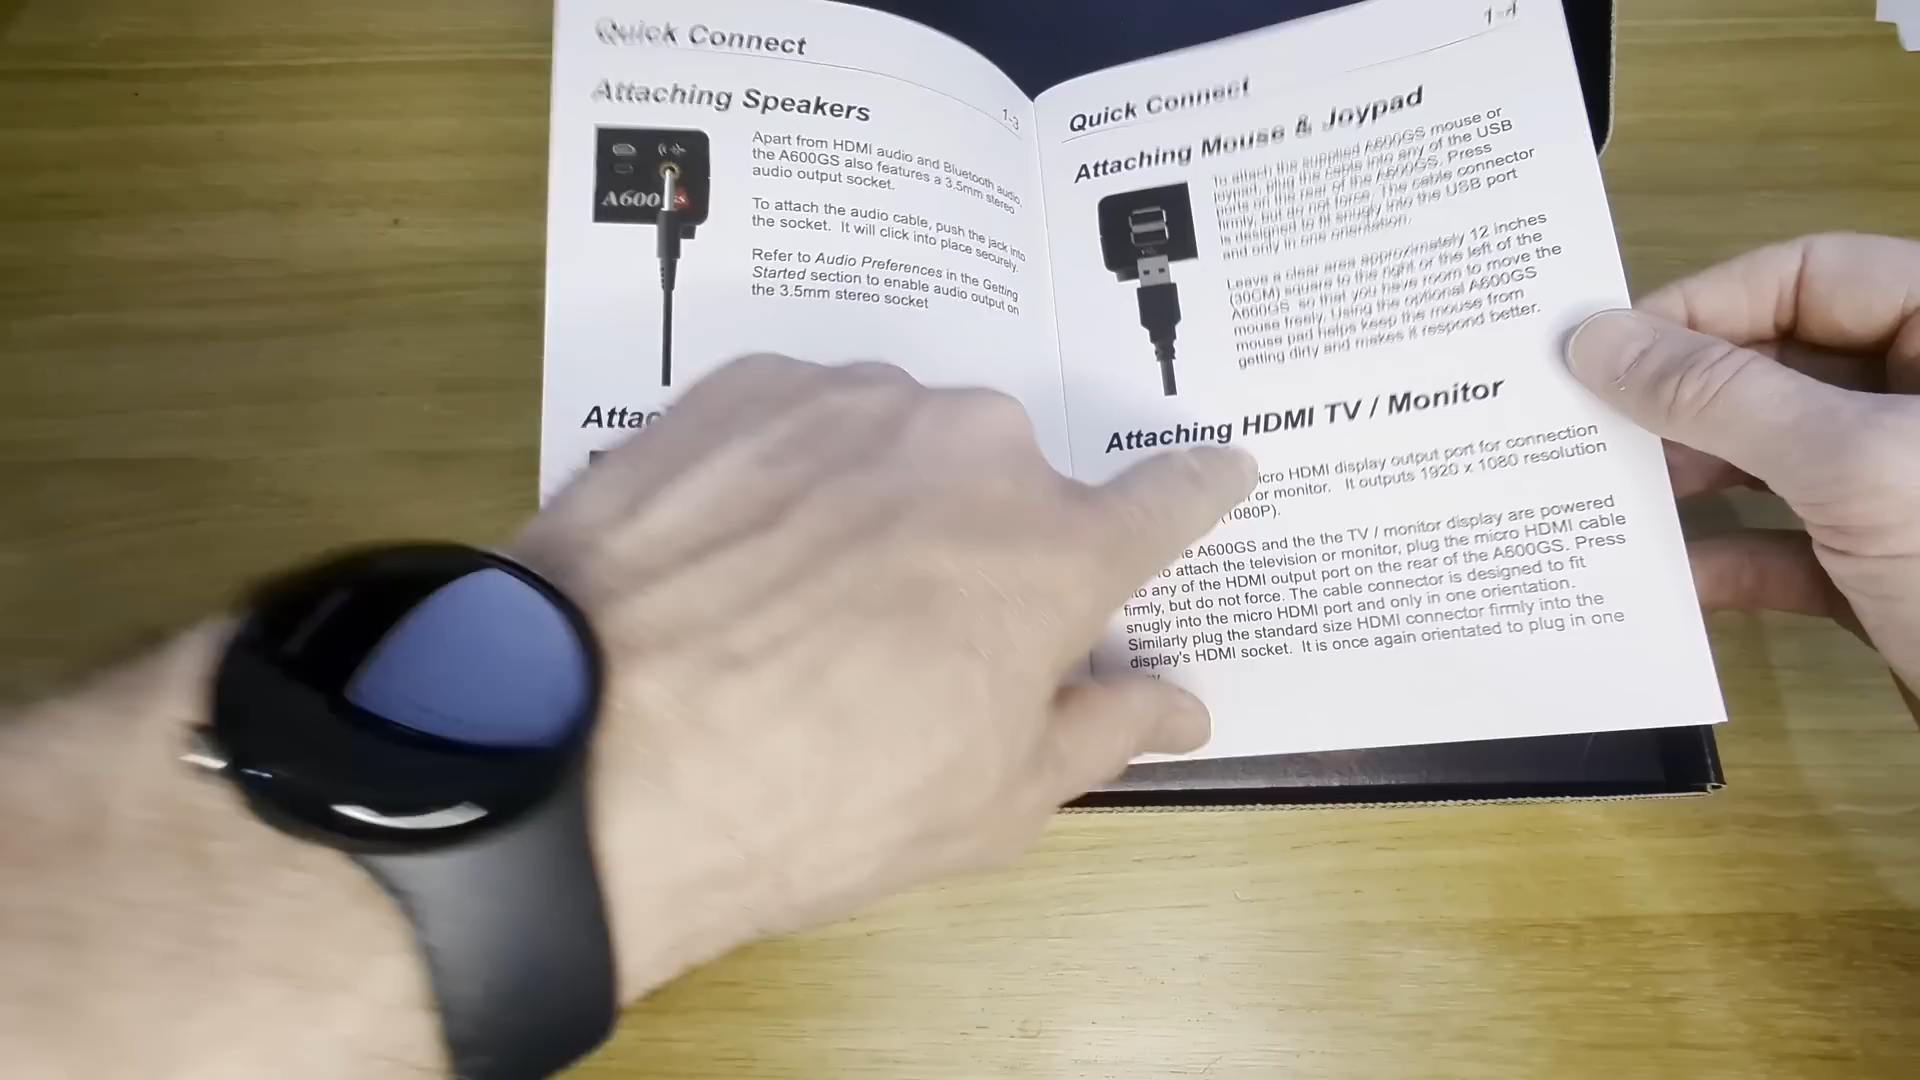 Quick Connect
1-3
Attaching Speakers
Apart from HDMI audio and Bluetooth audio,
the A600GS also features a 3.5mm stereo
audio output socket.
To attach the audio cable, push the jack into
the socket. It will click into place securely.
Refer to Audio Preferences in the Getting
Started section to enable audio output on
the 3.5mm stereo socket
A600
GS
Attac
1-4
Quick Connect
Attaching Mouse & Joypad
To attach the supplied A600GS mouse or
joypad, plug the cable into any of the USB
ports on the rear of the A600GS. Press
firmly, but do not force. The cable connector
is designed to fit snugly into the USB port
and only in one orientation.
Leave a clear area approximately 12 inches
(30CM) square to the right or the left of the
A600GS, so that you have room to move the
mouse freely. Using the optional A600GS
mouse pad helps keep the mouse from
getting dirty and makes it respond better.
Attaching HDMI TV / Monitor
icro HDMI display output port for connection
or monitor. It outputs 1920 x 1080 resolution
(1080P).
e A600GS and the the TV / monitor display are powered
To attach the television or monitor, plug the micro HDMI cable
to any of the HDMI output port on the rear of the A600GS. Press
firmly, but do not force. The cable connector is designed to fit
snugly into the micro HDMI port and only in one orientation.
Similarly plug the standard size HDMI connector firmly into the
display's HDMI socket. It is once again orientated to plug in one